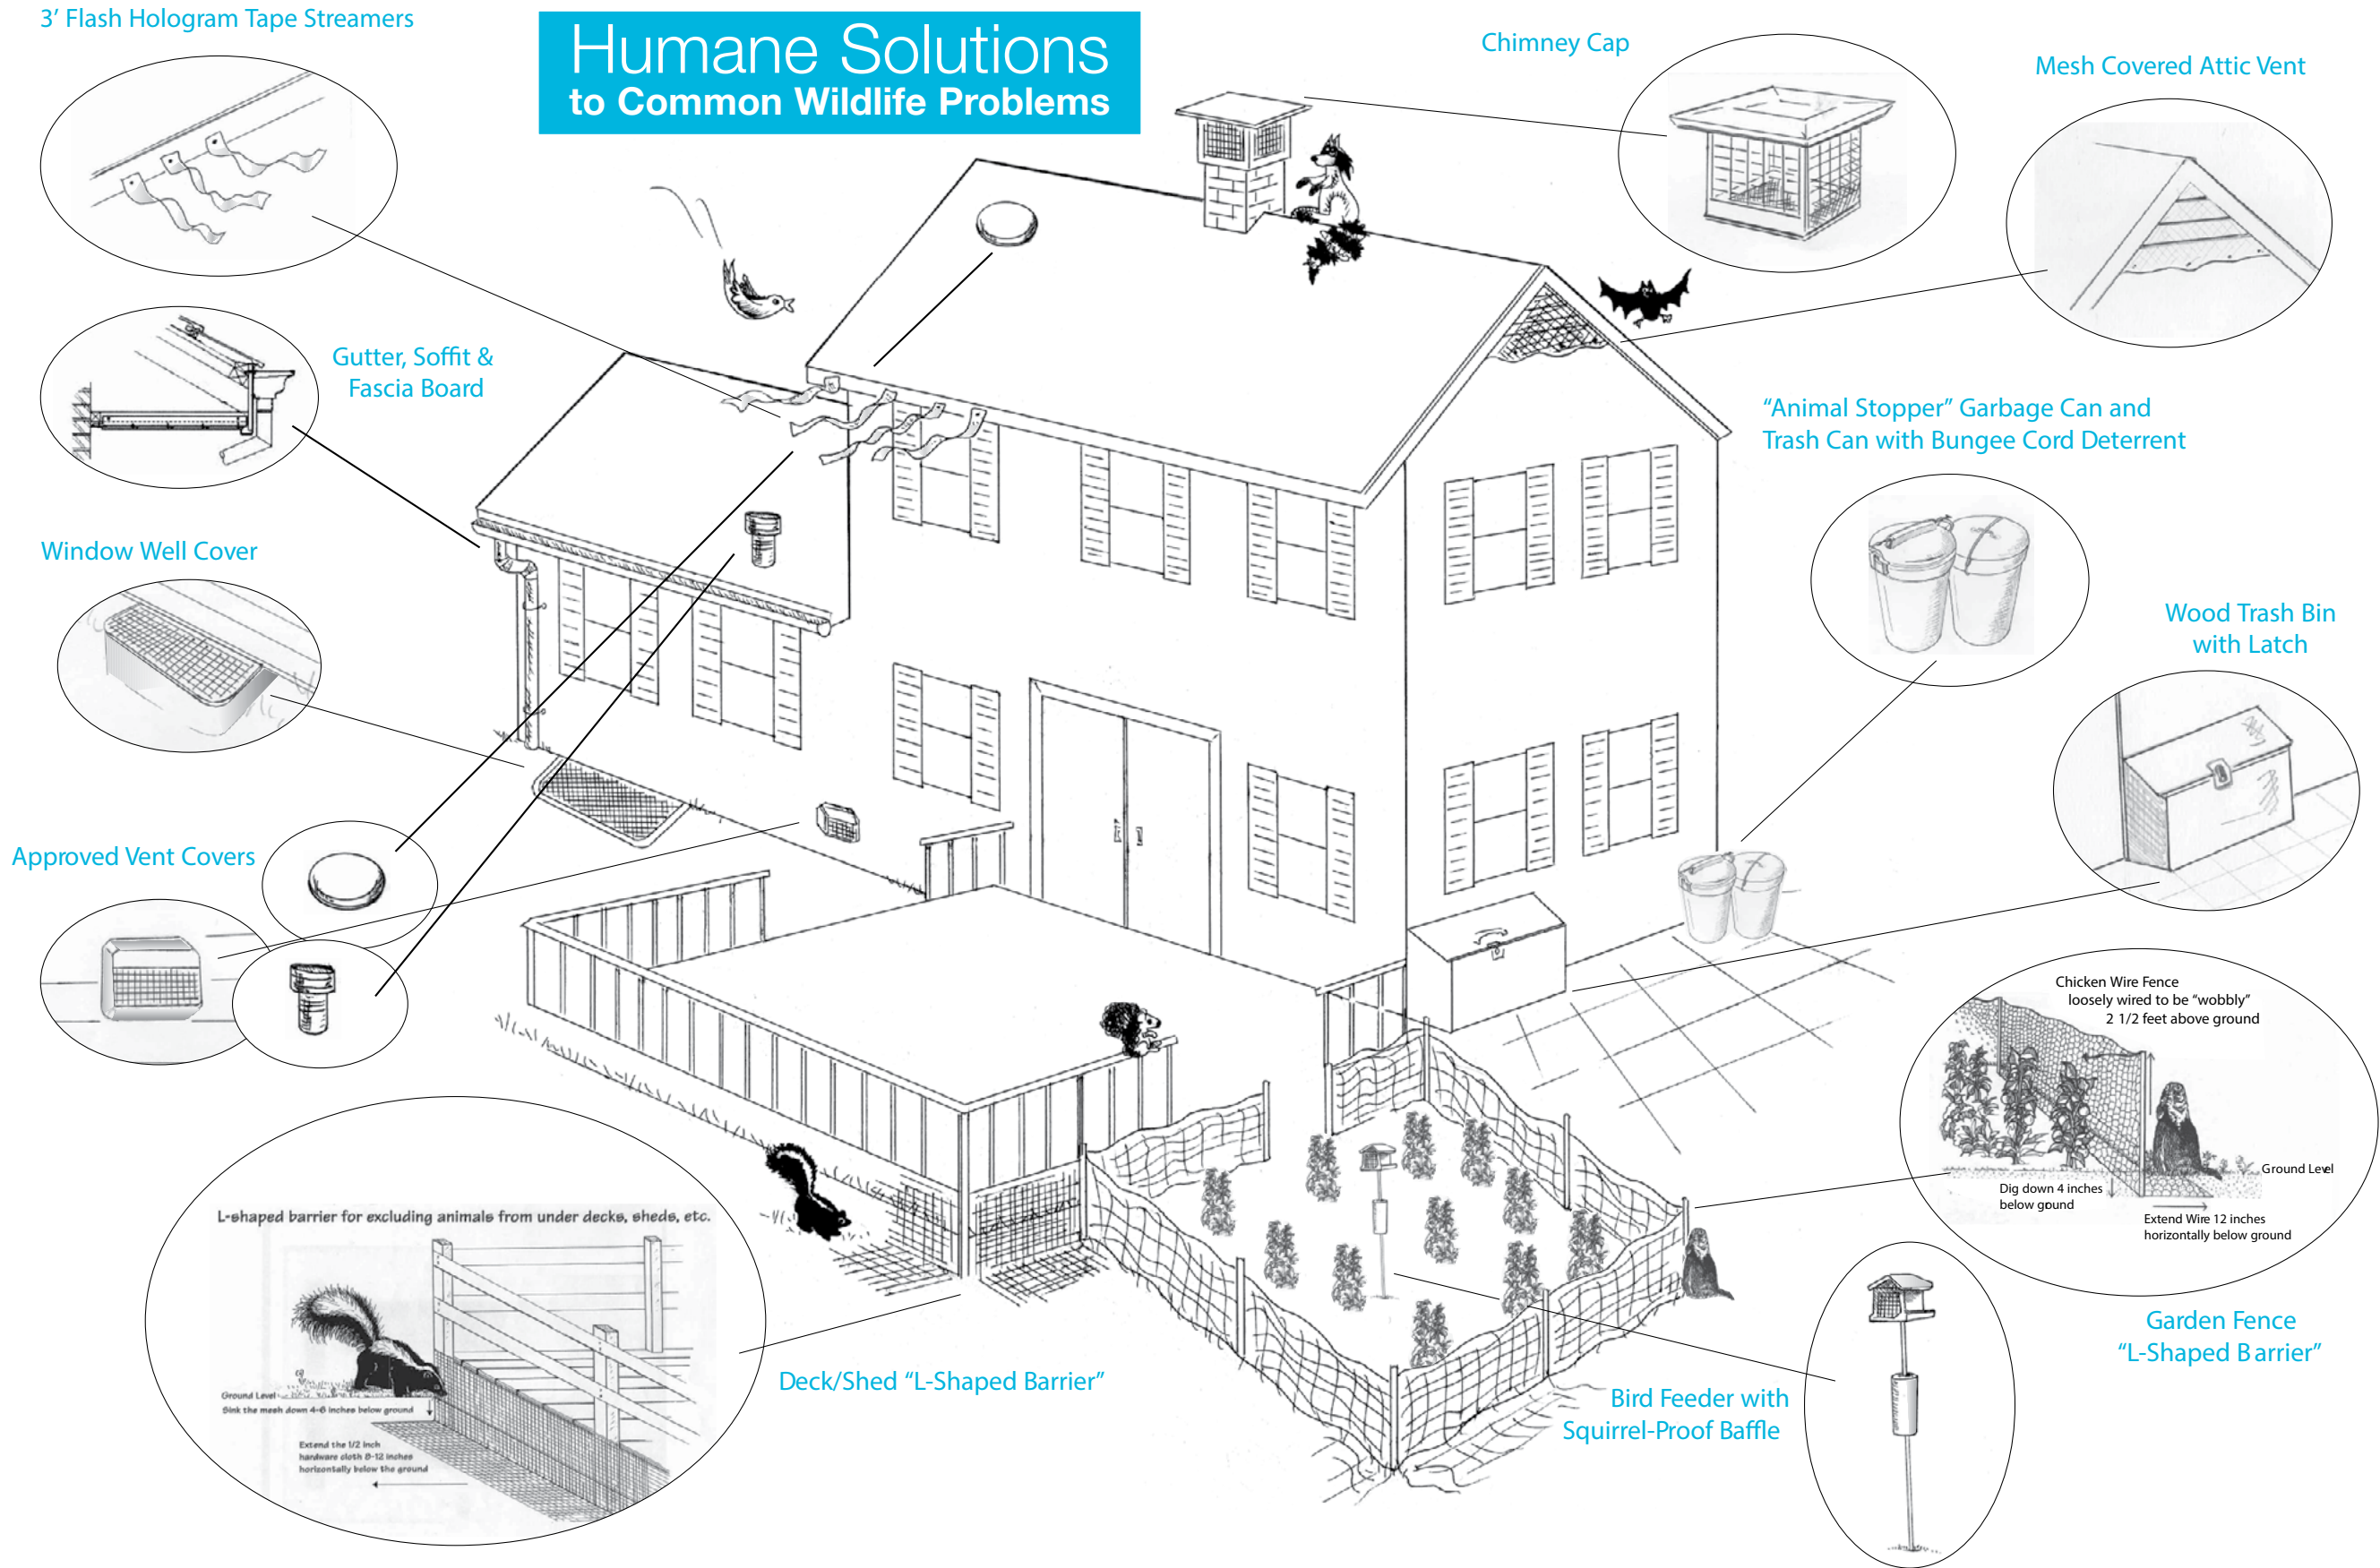 3’ Flash Hologram Tape Streamers
Humane Solutions
to Common Wildlife Problems
Chimney Cap
Mesh Covered Attic Vent
Gutter, Soffit &
Fascia Board
“Animal Stopper” Garbage Can and
Trash Can with Bungee Cord Deterrent
Window Well Cover
Wood Trash Bin
with Latch
Approved Vent Covers
Chicken Wire Fence
loosely wired to be “wobbly”
2 1/2 feet above ground
Ground Level
Dig down 4 inches
below ground
Extend Wire 12 inches
horizontally below ground
Garden Fence
“L-Shaped Barrier”
L-shaped barrier for excluding animals from under decks, sheds, etc.
Ground Level
Sink the mesh down 4-6 inches below ground
Extend the 1/2 inch
hardware cloth 8-12 inches
horizontally below the ground
Deck/Shed “L-Shaped Barrier”
Bird Feeder with
Squirrel-Proof Baffle